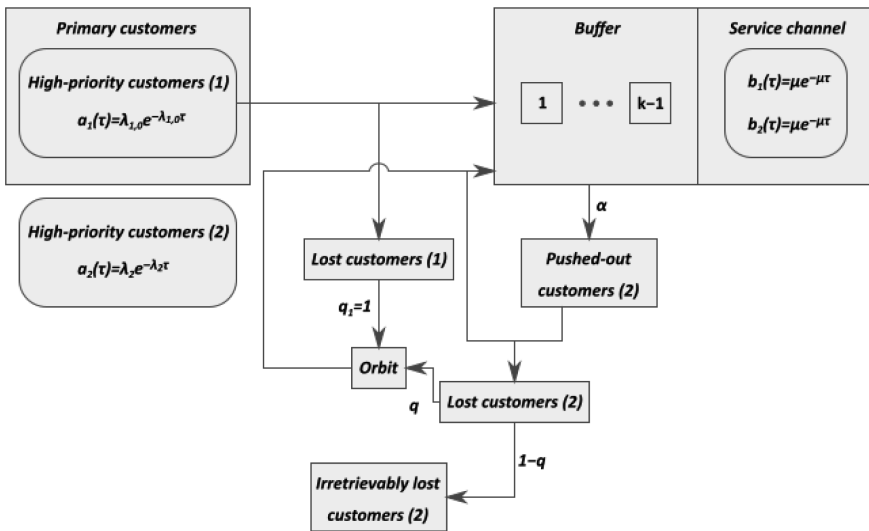 Primary customers
High-priority customers (1)
a₁(τ)=λ₁,₀e^−λ₁,₀τ
High-priority customers (2)
a₂(τ)=λ₂e^−λ₂τ
Buffer
1 • • • k−1
Service channel
b₁(τ)=μe^−μτ
b₂(τ)=μe^−μτ
α
Lost customers (1)
Pushed-out
customers (2)
q₁=1
Orbit
q
Lost customers (2)
1−q
Irretrievably lost
customers (2)